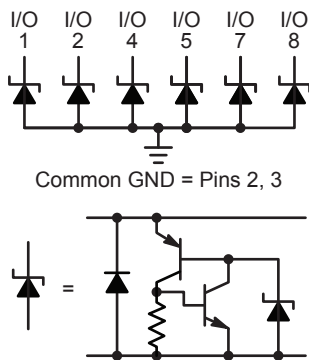 I/O I/O I/O I/O I/O I/O
1 2 4 5 7 8
Common GND = Pins 2, 3
=